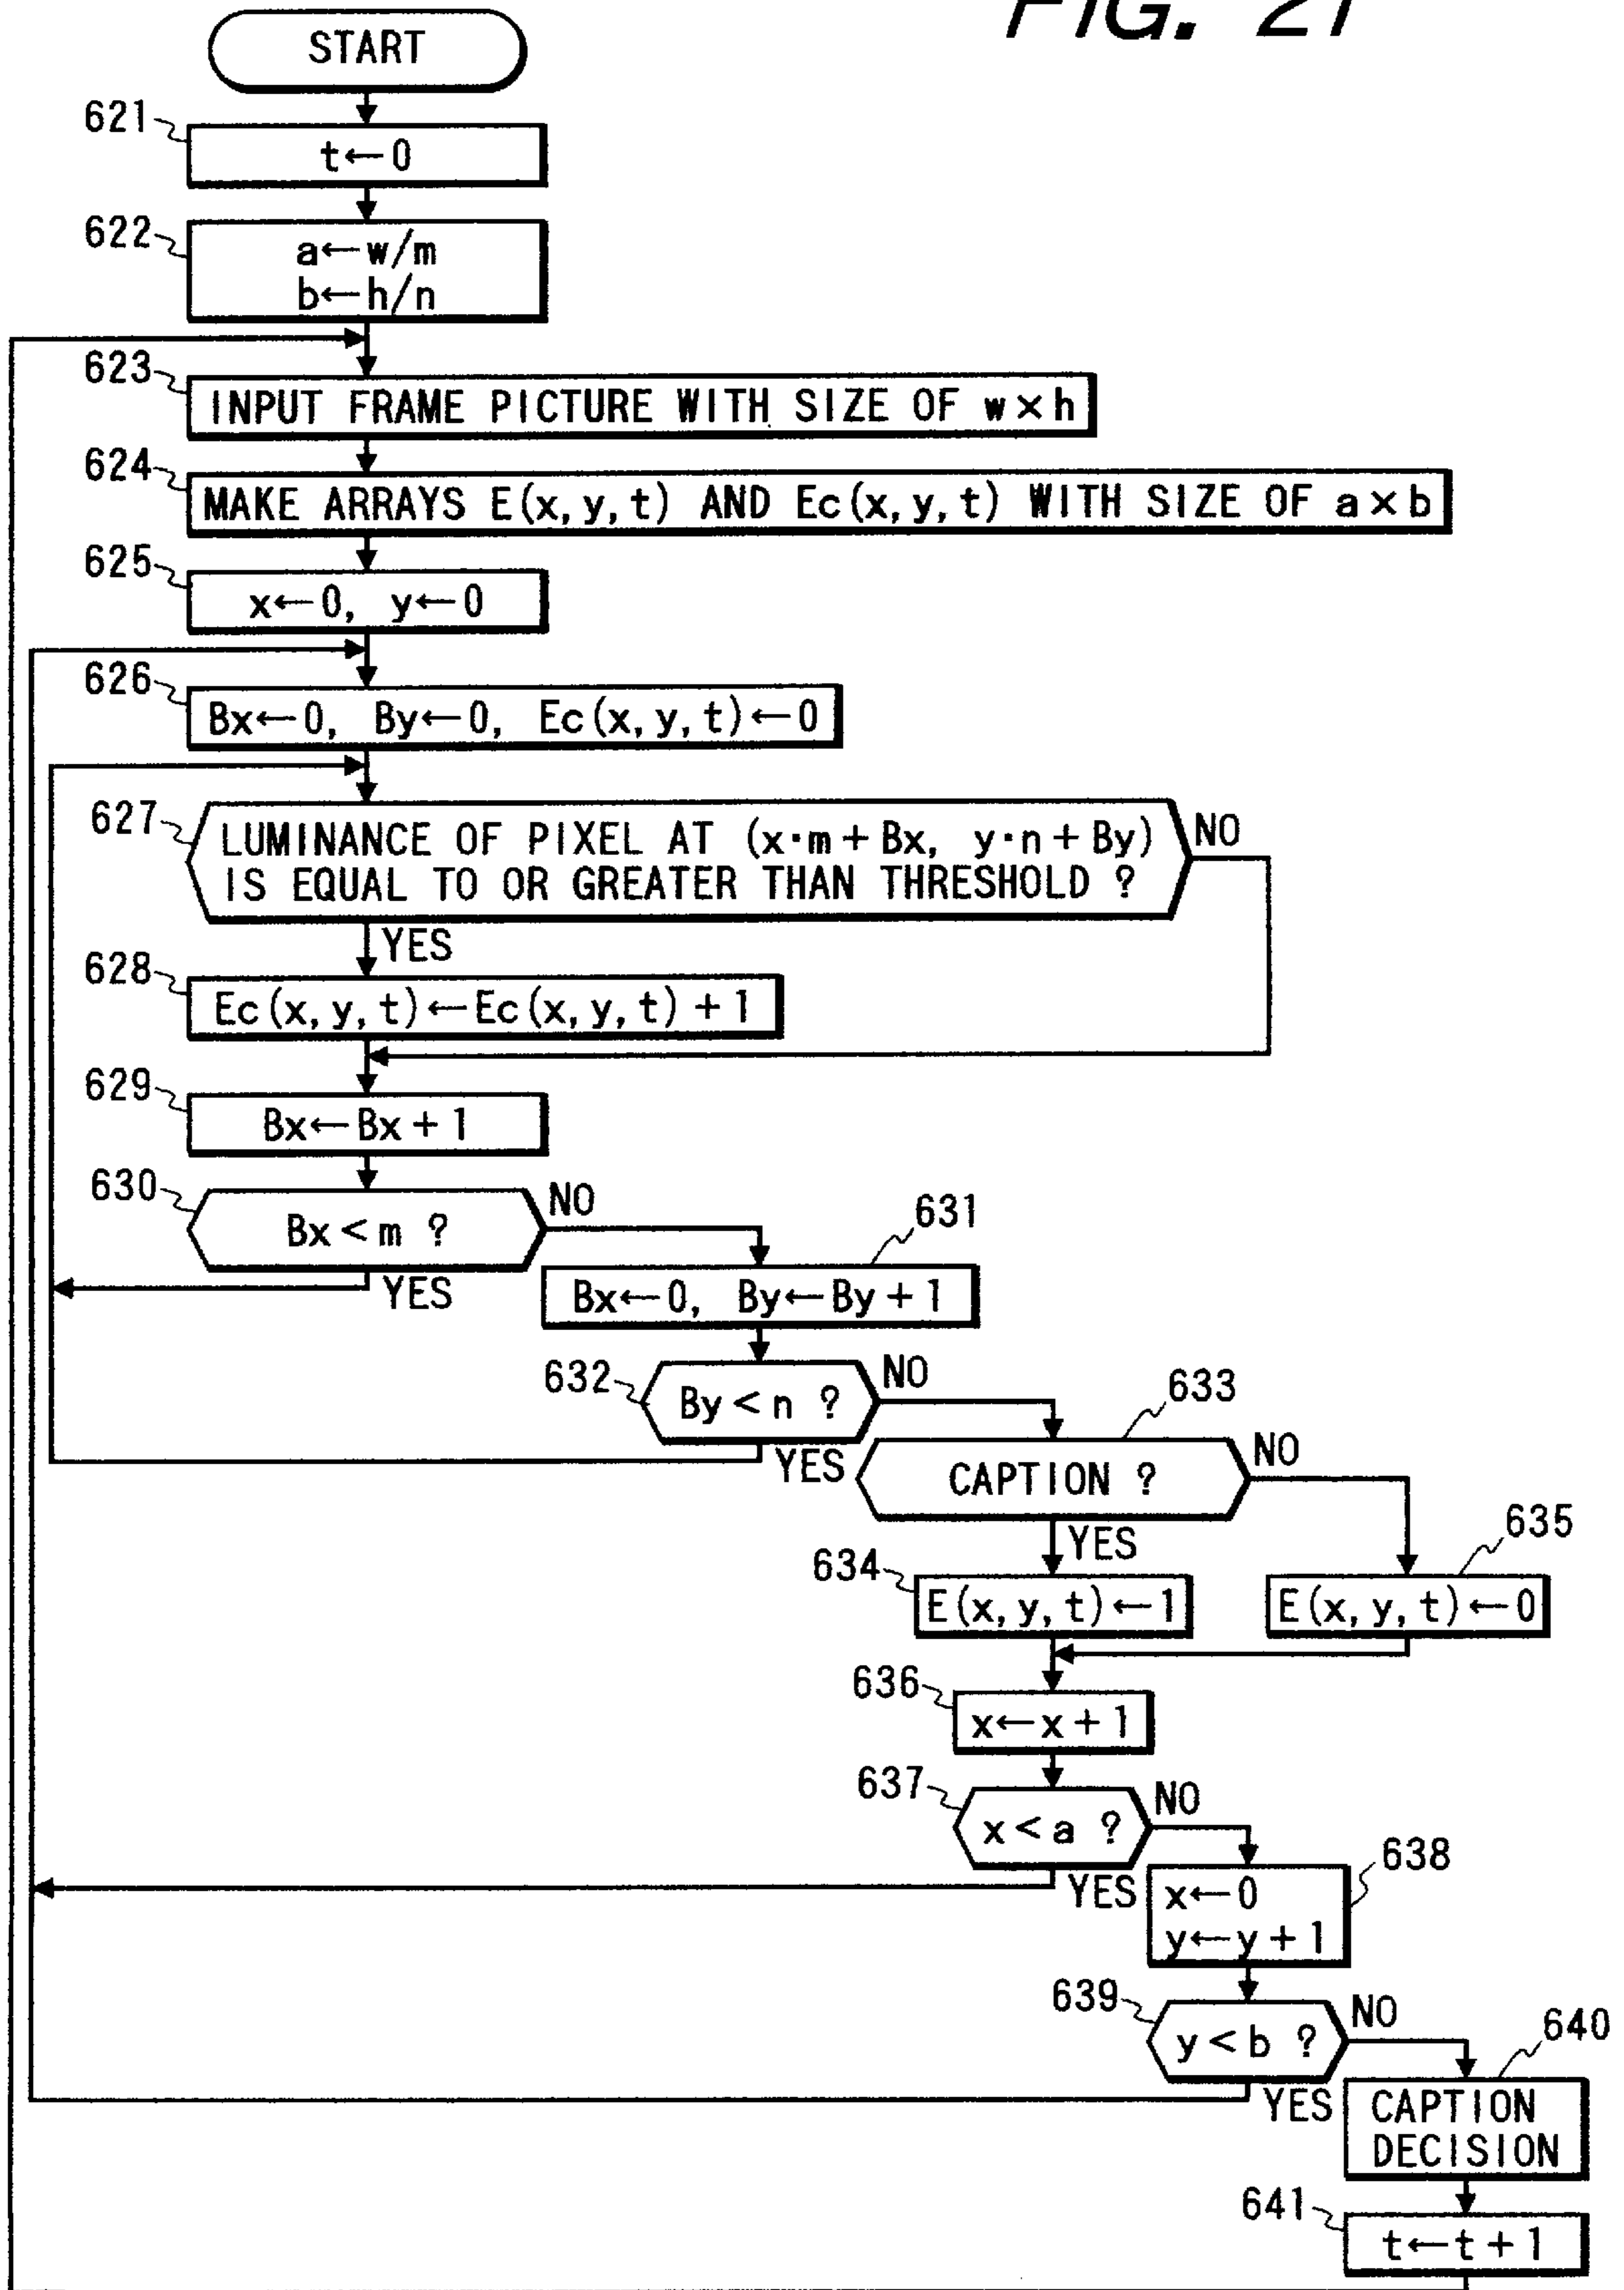 FIG. 21
START
621
t←0
622
a←w/m
b←h/n
623
INPUT FRAME PICTURE WITH SIZE OF w×h
624
MAKE ARRAYS E(x, y, t) AND Ec(x, y, t) WITH SIZE OF a×b
625
x←0, y←0
626
Bx←0, By←0, Ec(x, y, t)←0
627
LUMINANCE OF PIXEL AT (x·m+Bx, y·n+By)
IS EQUAL TO OR GREATER THAN THRESHOLD ?
NO
YES
628
Ec(x, y, t)←Ec(x, y, t)+1
629
Bx←Bx+1
630
Bx<m ?
NO
YES
631
Bx←0, By←By+1
632
By<n ?
NO
YES
633
CAPTION ?
NO
YES
634
E(x, y, t)←1
635
E(x, y, t)←0
636
x←x+1
637
x<a ?
NO
YES
638
x←0
y←y+1
639
y<b ?
NO
YES
640
CAPTION
DECISION
641
t←t+1